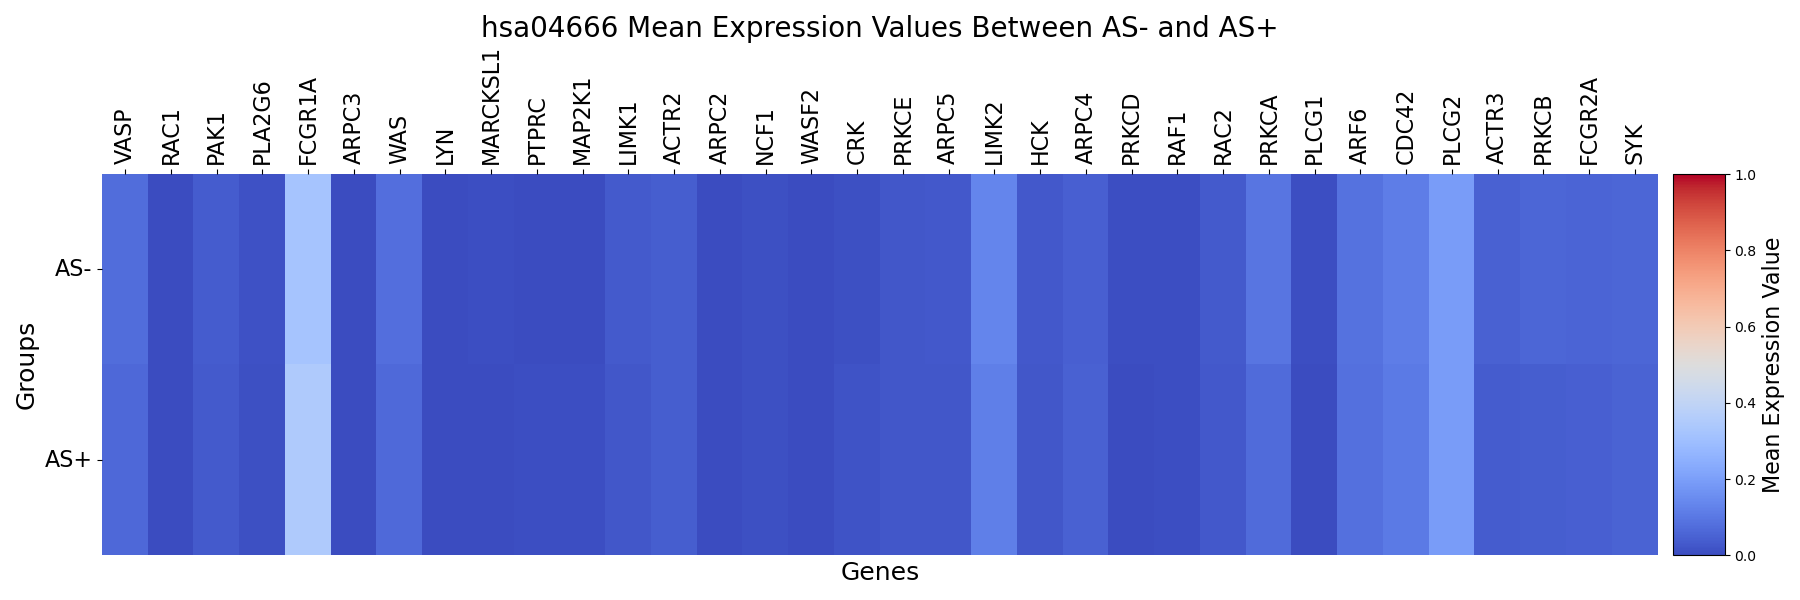 hsa04666 Mean Expression Values Between AS- and AS+
VASP
RAC1
PAK1
PLA2G6
FCGR1A
ARPC3
WAS
LYN
MARCKSL1
PTPRC
MAP2K1
LIMK1
ACTR2
ARPC2
NCF1
WASF2
CRK
PRKCE
ARPC5
LIMK2
HCK
ARPC4
PRKCD
RAF1
RAC2
PRKCA
PLCG1
ARF6
CDC42
PLCG2
ACTR3
PRKCB
FCGR2A
SYK
Groups
AS-
AS+
Genes
1.0
0.8
0.6
0.4
0.2
0.0
Mean Expression Value